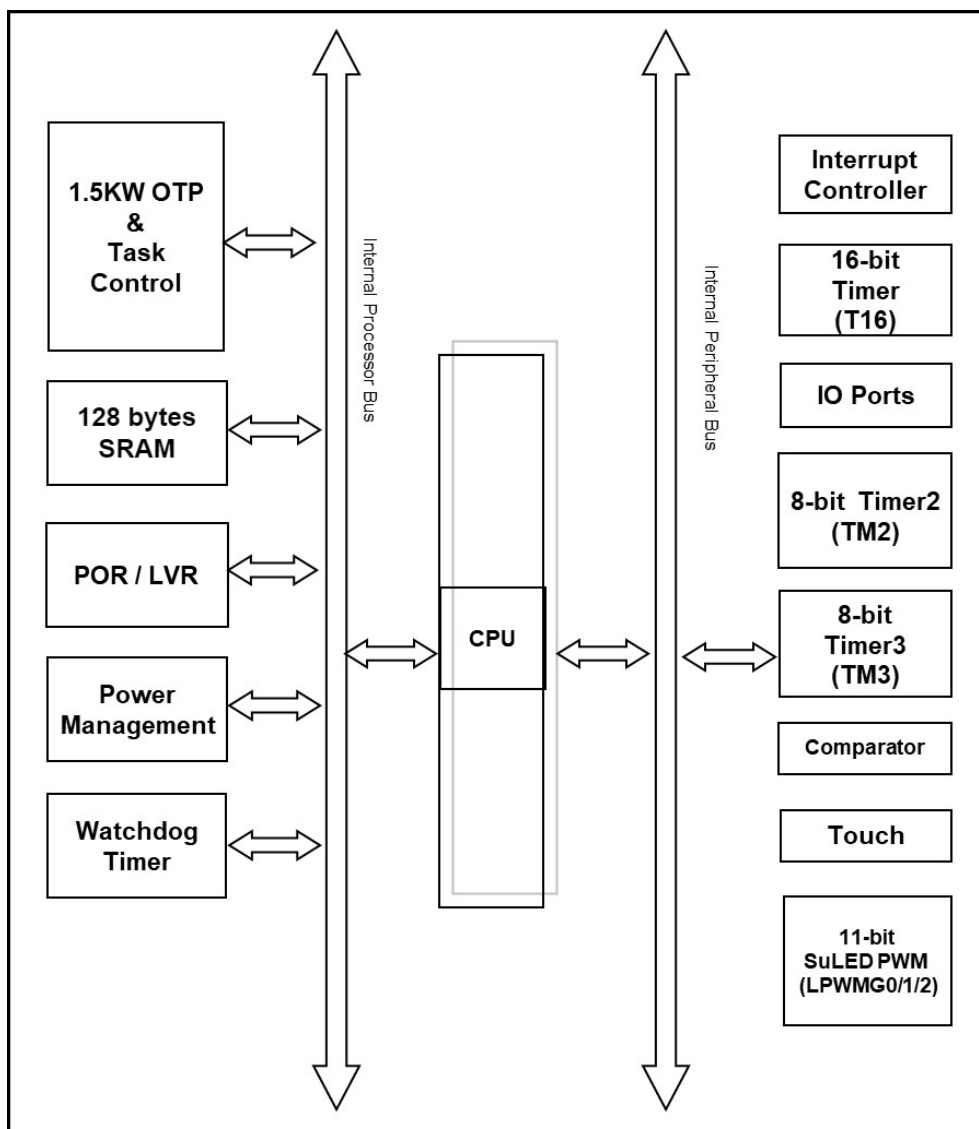 1.5KW OTP
&
Task
Control
128 bytes
SRAM
POR / LVR
Power
Management
Watchdog
Timer
Internal Processor Bus
CPU
Internal Peripheral Bus
Interrupt
Controller
16-bit
Timer
(T16)
IO Ports
8-bit Timer2
(TM2)
8-bit
Timer3
(TM3)
Comparator
Touch
11-bit
SuLED PWM
(LPWMG0/1/2)